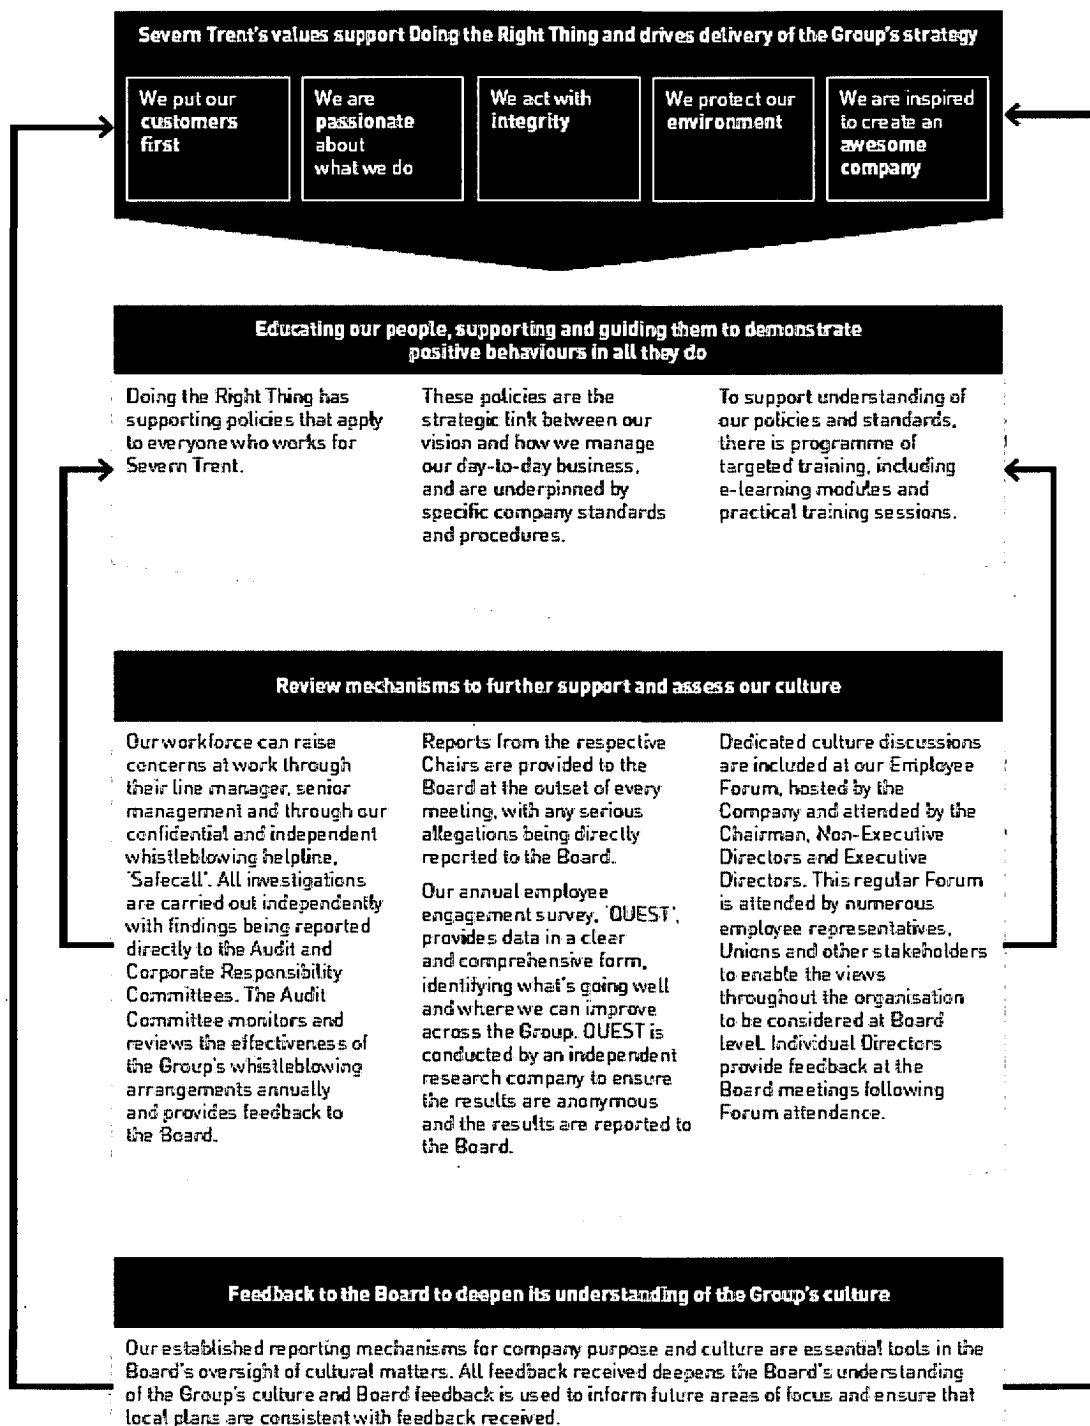 Severn Trent's values support Doing the Right Thing and drives delivery of the Group's strategy
We put our
customers
first
We are
passionate
about
what we do
We act with
integrity
We protect our
environment
We are inspired
to create an
awesome
company
Educating our people, supporting and guiding them to demonstrate
positive behaviours in all they do
Doing the Right Thing has
supporting policies that apply
to everyone who works for
Severn Trent.
These policies are the
strategic link between our
vision and how we manage
our day-to-day business,
and are underpinned by
specific company standards
and procedures.
To support understanding of
our policies and standards,
there is programme of
targeted training, including
e-learning modules and
practical training sessions.
Review mechanisms to further support and assess our culture
Our workforce can raise
concerns at work through
their line manager, senior
management and through our
confidential and independent
whistleblowing helpline,
'Safecall'. All investigations
are carried out independently
with findings being reported
directly to the Audit and
Corporate Responsibility
Committees. The Audit
Committee monitors and
reviews the effectiveness of
the Group's whistleblowing
arrangements annually
and provides feedback to
the Board.
Reports from the respective
Chairs are provided to the
Board at the outset of every
meeting, with any serious
allegations being directly
reported to the Board.
Our annual employee
engagement survey, 'QUEST',
provides data in a clear
and comprehensive form,
identifying what's going well
and where we can improve
across the Group. QUEST is
conducted by an independent
research company to ensure
the results are anonymous
and the results are reported to
the Board.
Dedicated culture discussions
are included at our Employee
Forum, hosted by the
Company and attended by the
Chairman, Non-Executive
Directors and Executive
Directors. This regular Forum
is attended by numerous
employee representatives,
Unions and other stakeholders
to enable the views
throughout the organisation
to be considered at Board
level. Individual Directors
provide feedback at the
Board meetings following
Forum attendance.
Feedback to the Board to deepen its understanding of the Group's culture
Our established reporting mechanisms for company purpose and culture are essential tools in the
Board's oversight of cultural matters. All feedback received deepens the Board's understanding
of the Group's culture and Board feedback is used to inform future areas of focus and ensure that
local plans are consistent with feedback received.